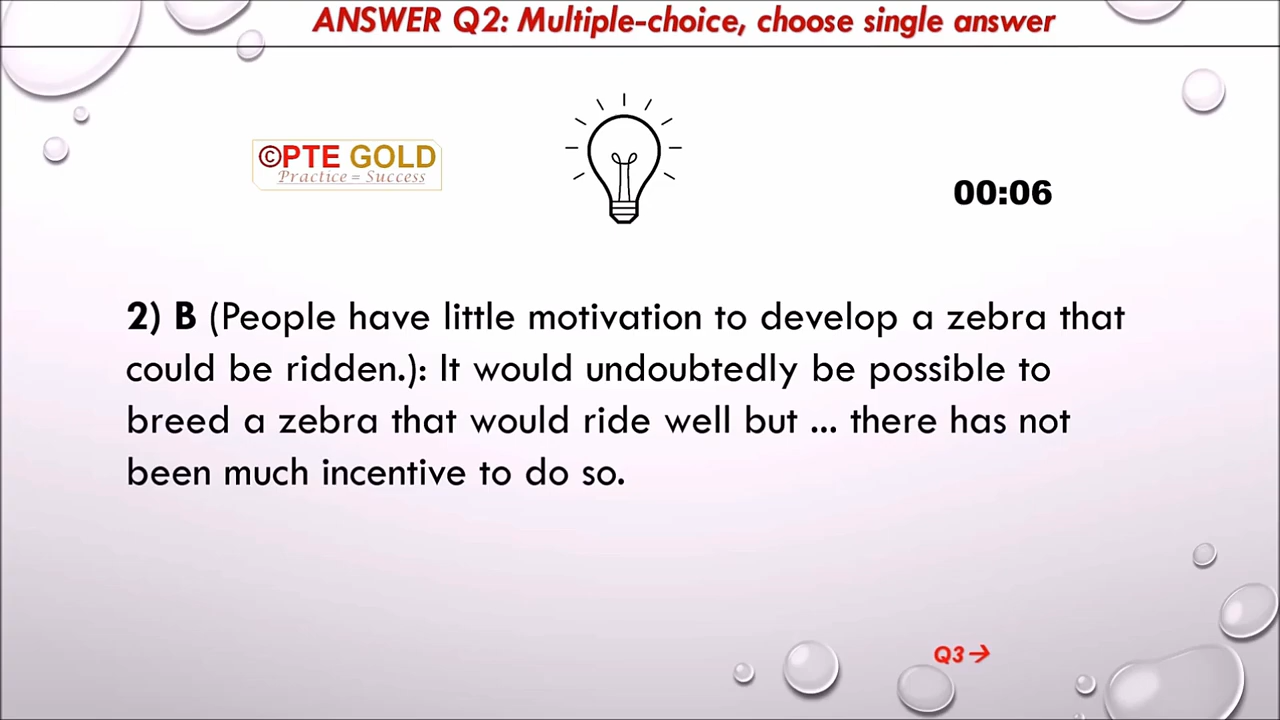 ANSWER Q2: Multiple-choice, choose single answer
©PTE GOLD
Practice = Success
00:06
2) B (People have little motivation to develop a zebra that
could be ridden.): It would undoubtedly be possible to
breed a zebra that would ride well but ... there has not
been much incentive to do so.
Q3→